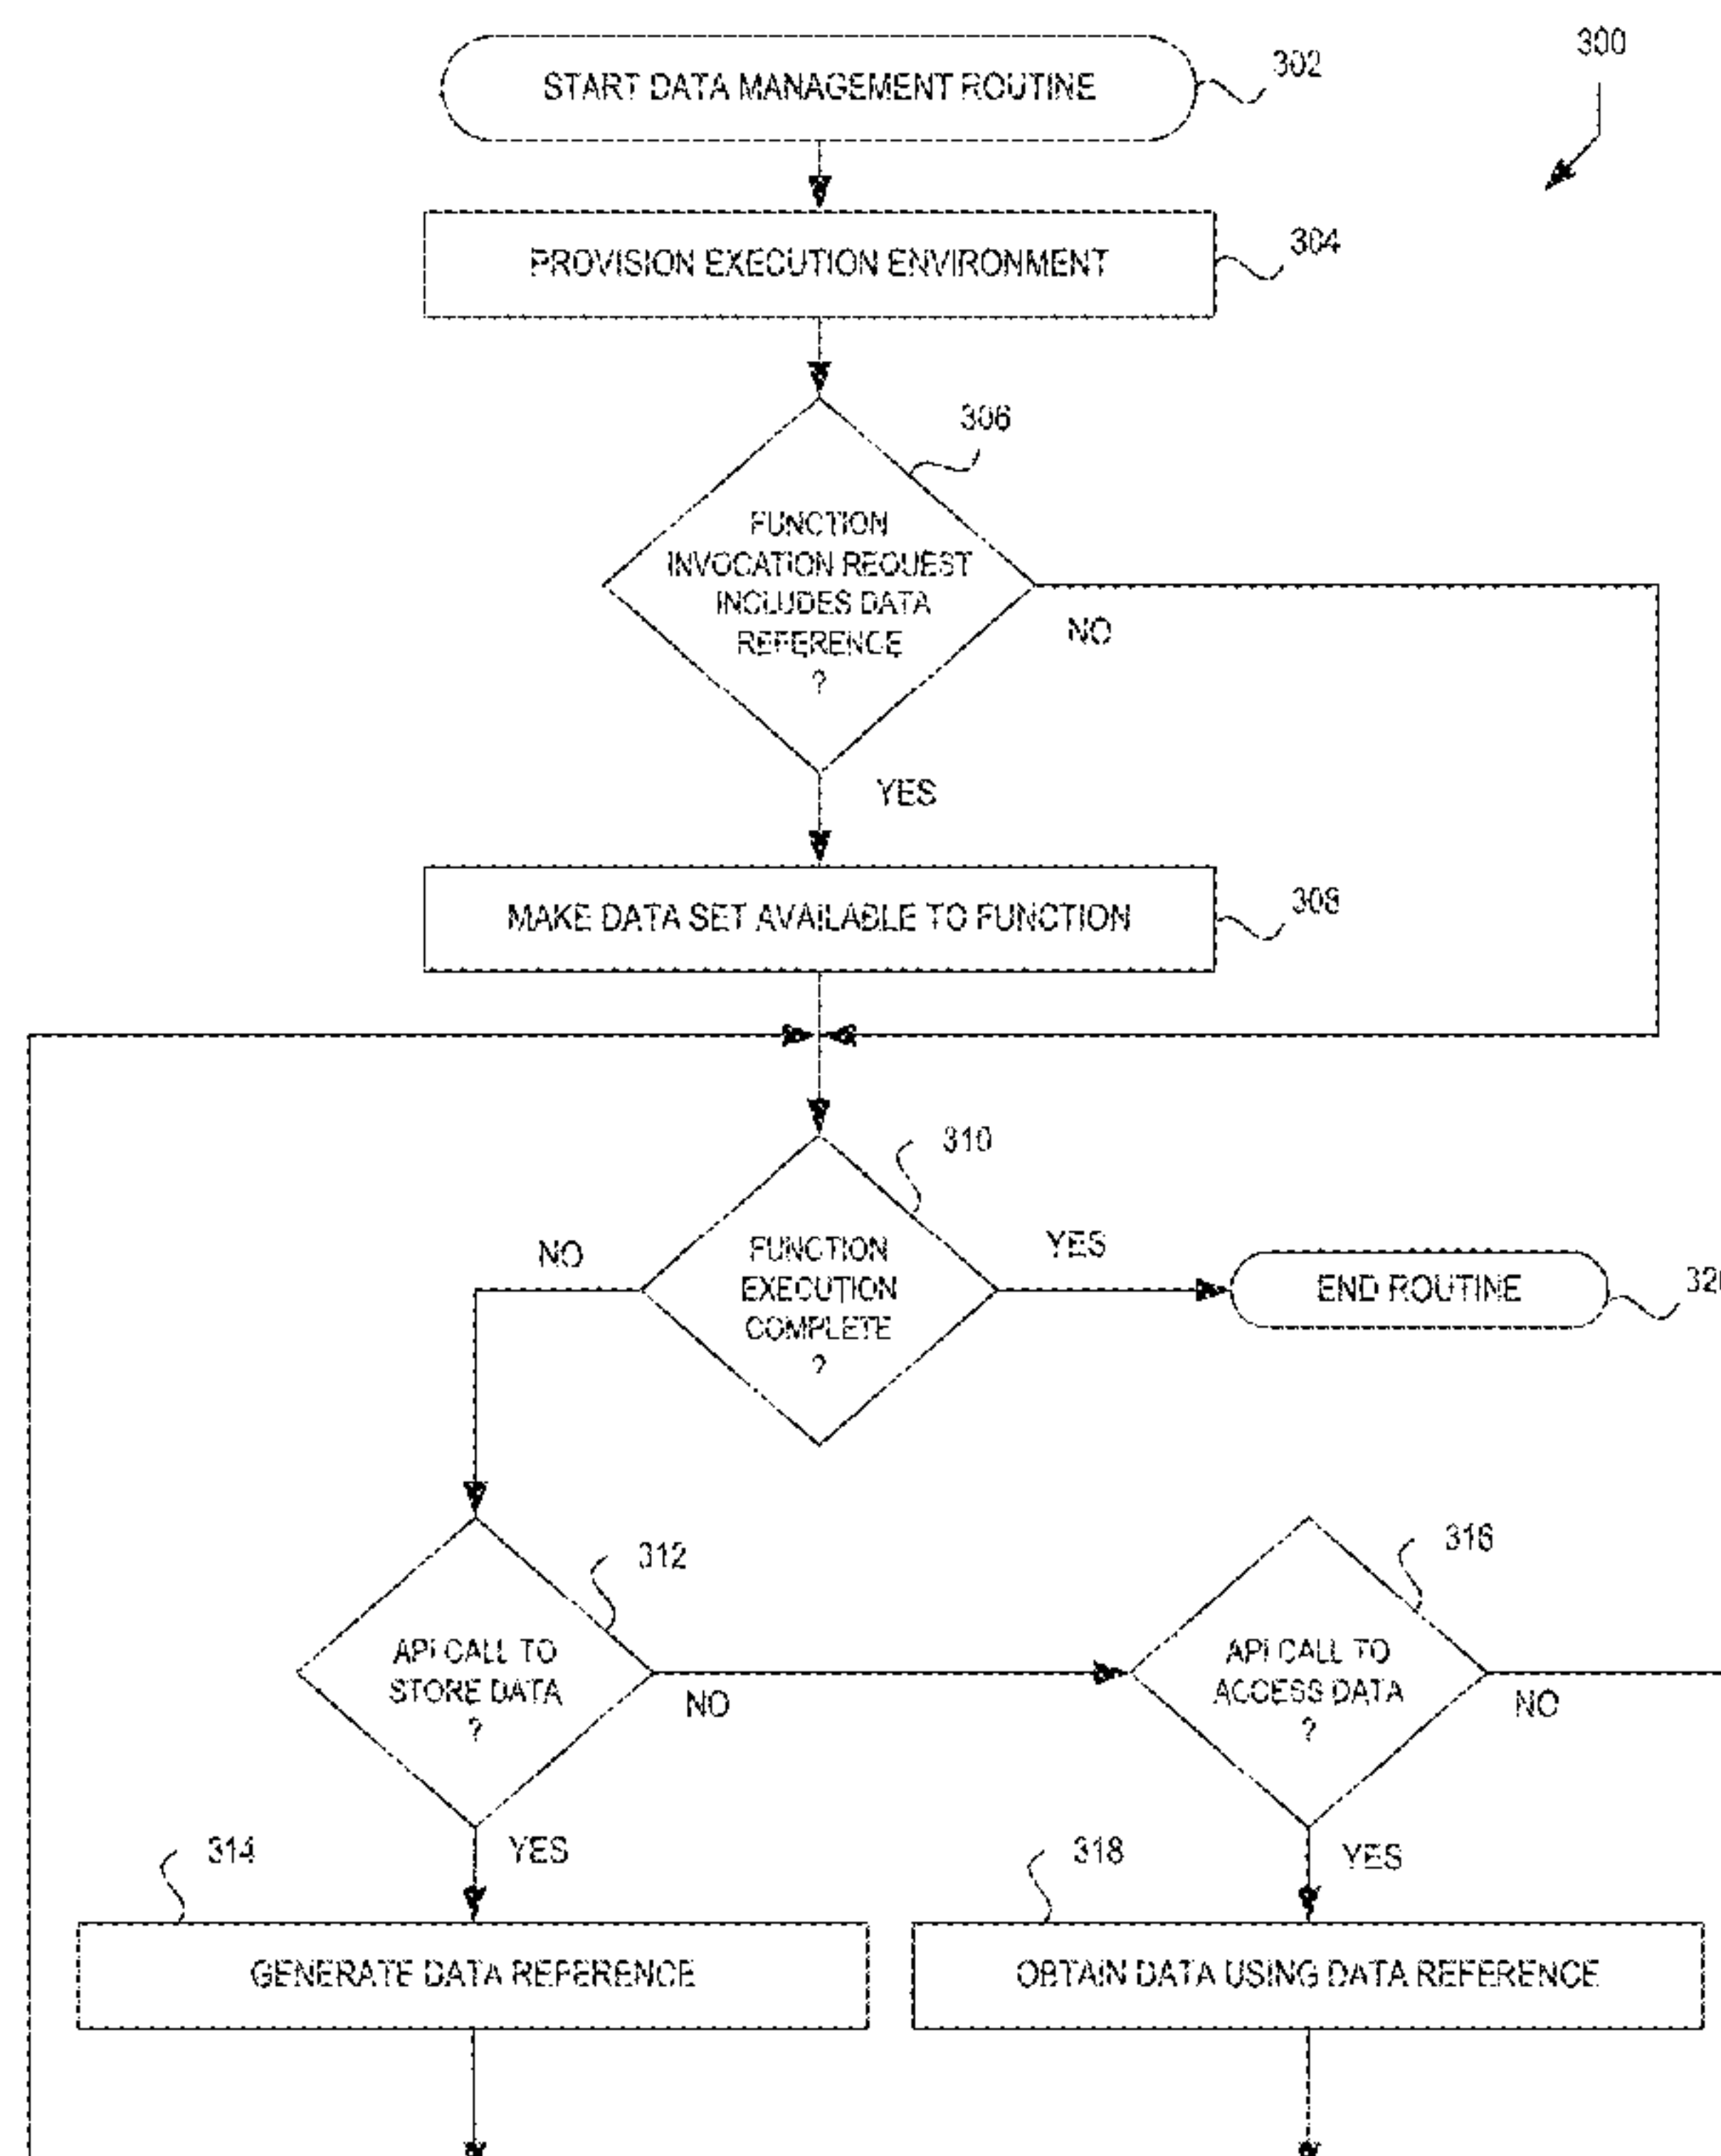 300
START DATA MANAGEMENT ROUTINE
302
PROVISION EXECUTION ENVIRONMENT
304
306
FUNCTION
INVOCATION REQUEST
INCLUDES DATA
REFERENCE
?
NO
YES
MAKE DATA SET AVAILABLE TO FUNCTION
308
310
NO
FUNCTION
EXECUTION
COMPLETE
?
YES
END ROUTINE
312
API CALL TO
STORE DATA
?
NO
316
API CALL TO
ACCESS DATA
?
NO
314
YES
318
YES
GENERATE DATA REFERENCE
OBTAIN DATA USING DATA REFERENCE